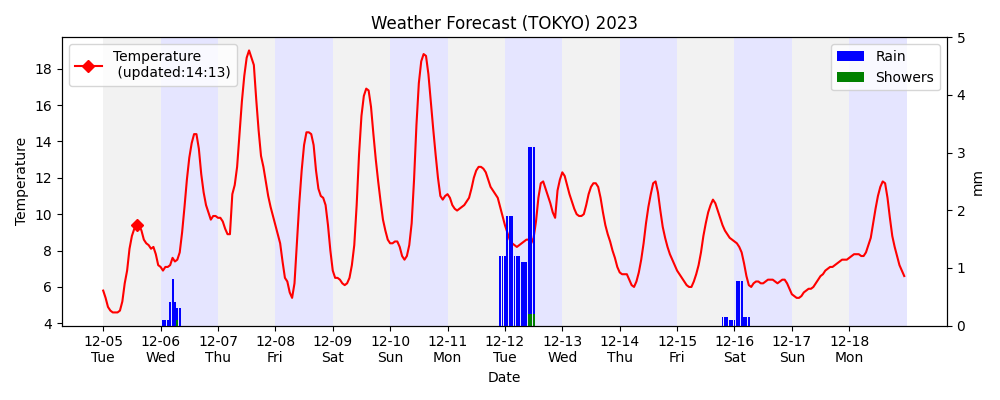 Weather Forecast (TOKYO) 2023
Temperature
(updated:14:13)
Rain
Showers
Temperature
18
16
14
12
10
8
6
4
5
4
3
2
1
0
mm
12-05 12-06 12-07 12-08 12-09 12-10 12-11 12-12 12-13 12-14 12-15 12-16 12-17 12-18
Tue Wed Thu Fri Sat Sun Mon Tue Wed Thu Fri Sat Sun Mon
Date